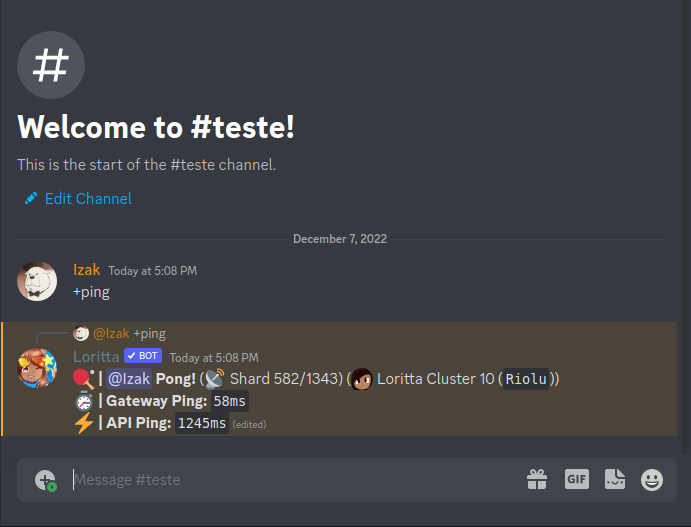 Welcome to #teste!
This is the start of the #teste channel.
Edit Channel
December 7, 2022
Izak Today at 5:08 PM
+ping
@Izak +ping
Loritta ✓ BOT Today at 5:08 PM
| @Izak Pong! ( Shard 582/1343) ( Loritta Cluster 10 (Riolu))
| Gateway Ping: 58ms
| API Ping: 1245ms (edited)
Message #teste GIF